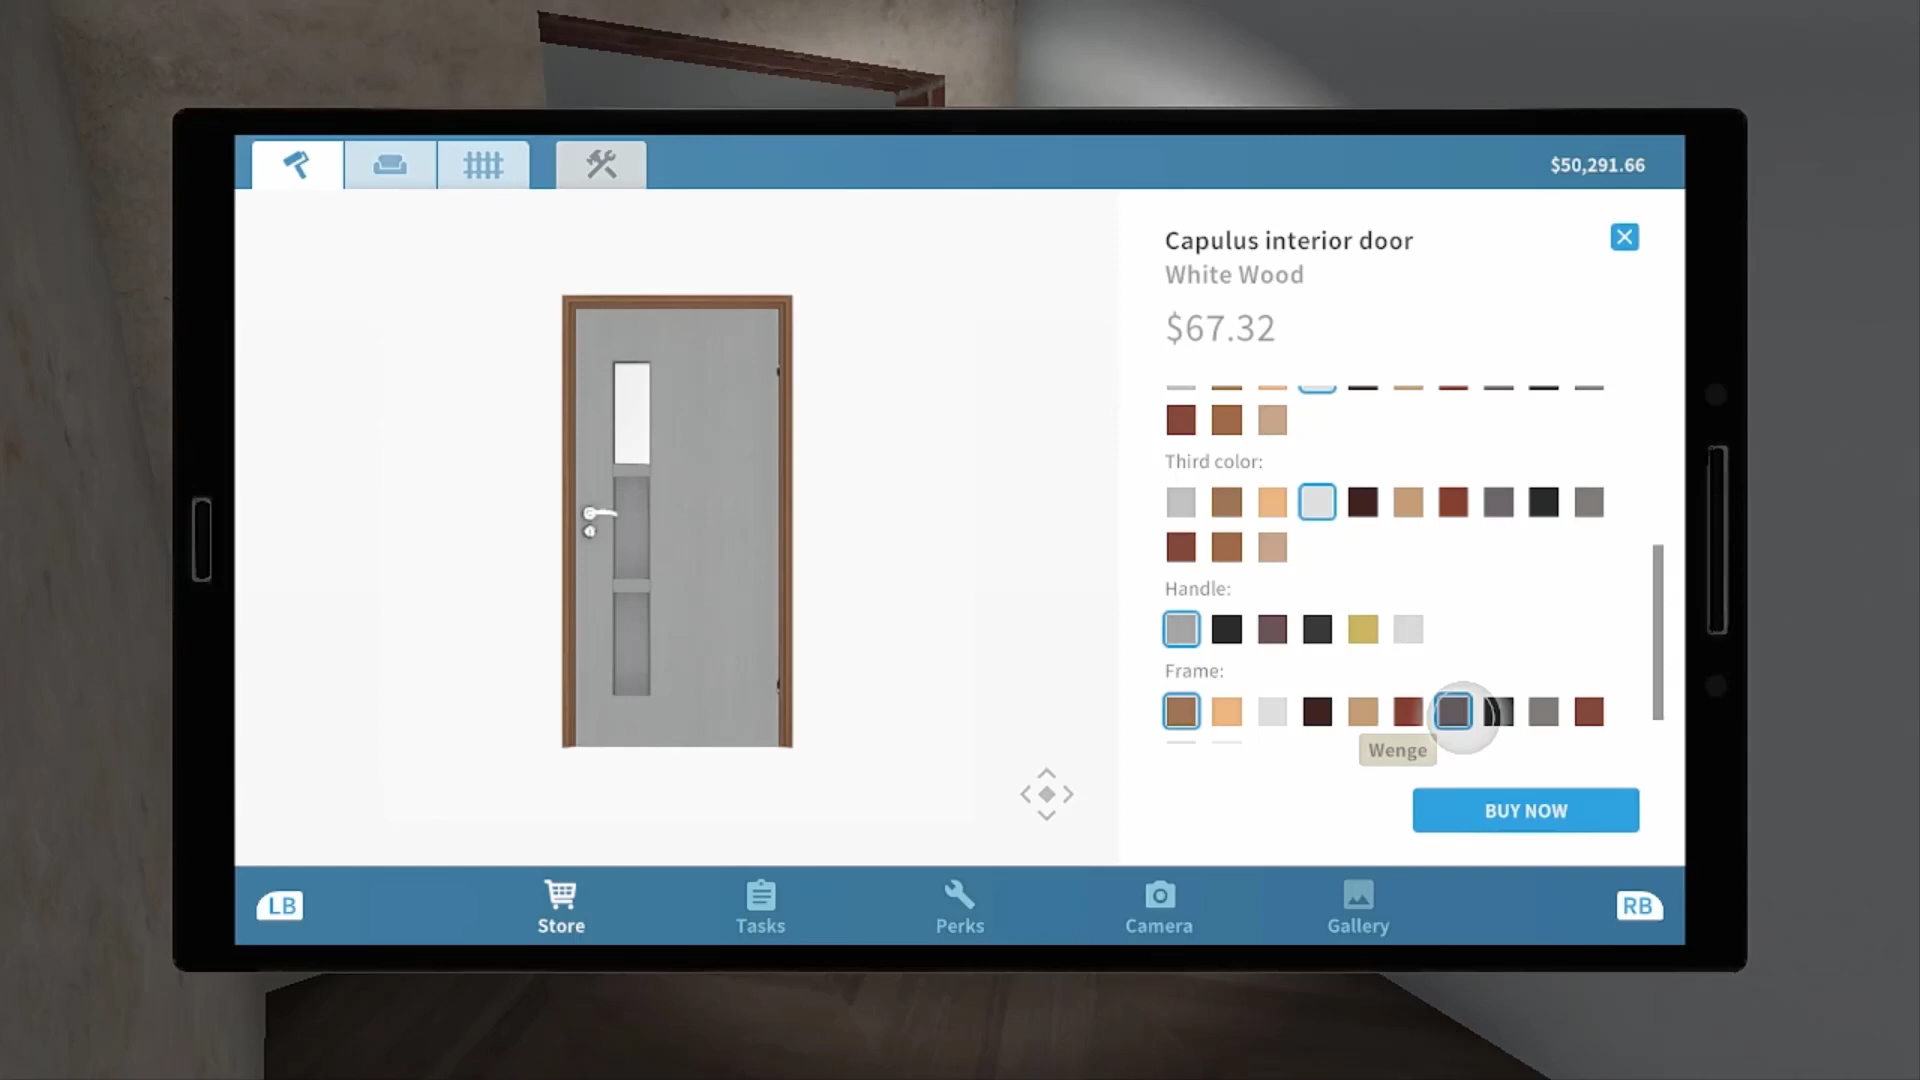 $50,291.66
Capulus interior door
White Wood
$67.32
Third color:
Handle:
Frame:
Wenge
BUY NOW
LB
Store
Tasks
Perks
Camera
Gallery
RB